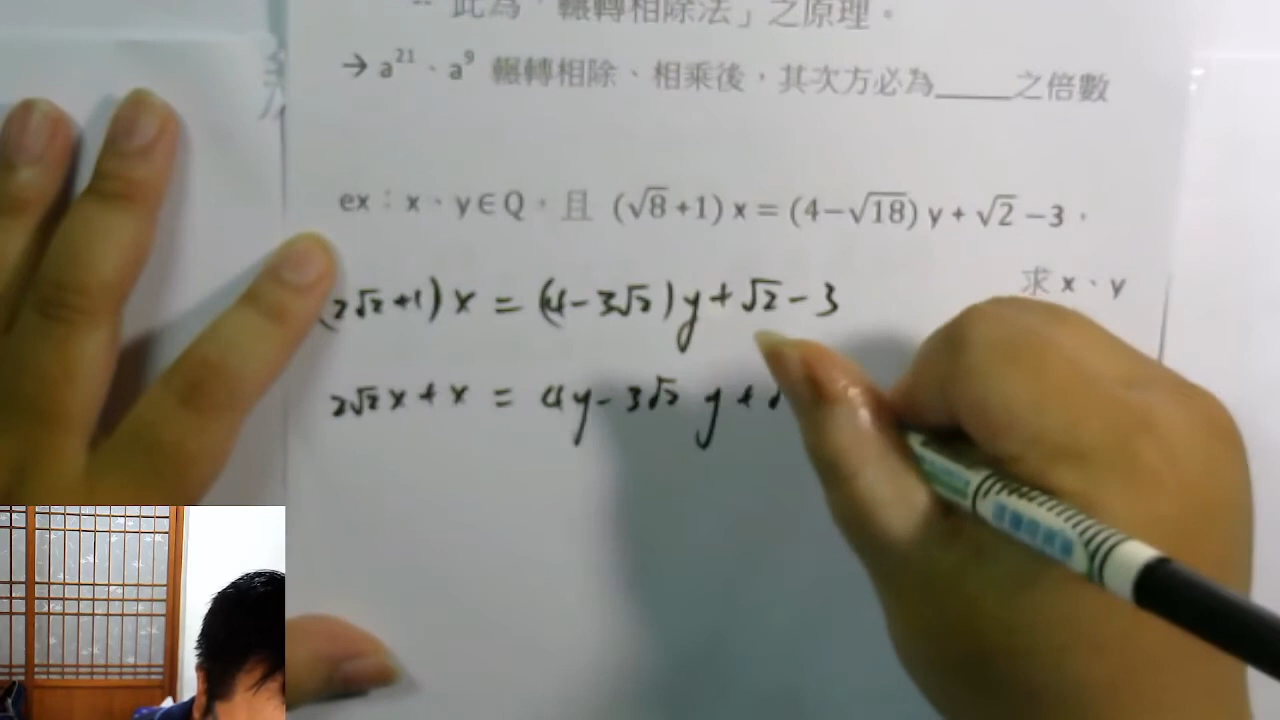 此為「輾轉相除法」之原理。
→ a²¹、a⁹ 輾轉相除、相乘後，其次方必為_____之倍數
ex：x、y∈Q，且 (√8+1) x = (4−√18) y + √2 −3，
求 x、y
(2√2+1) x = (4−3√2) y + √2 − 3
2√2 x + x = 4y − 3√2 y +